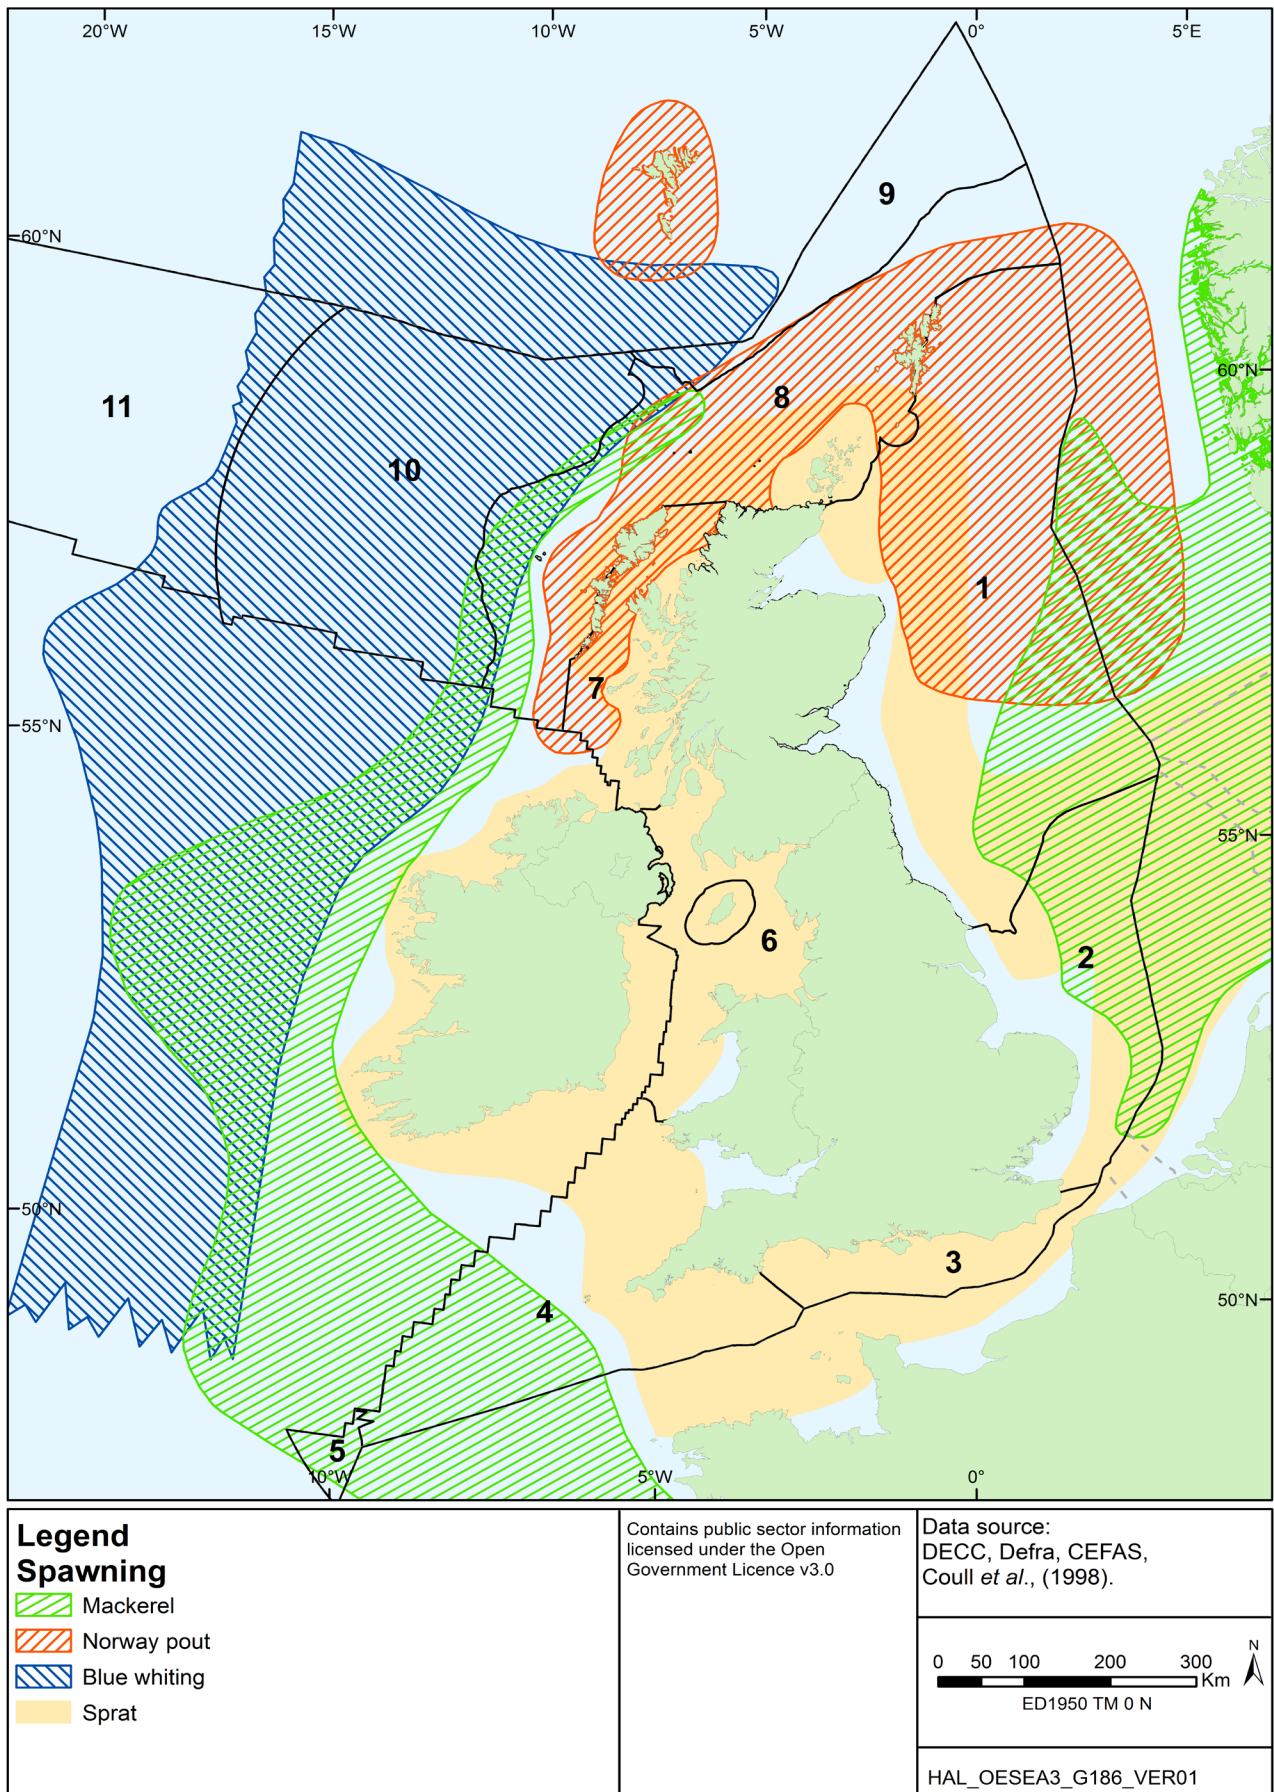 20°W 15°W 10°W 5°W 0° 5°E
9
60°N
60°N
8
11
10
1
7
55°N
55°N
6
2
50°N
3
50°N
4
5
10°W 5°W 0°
Legend
Spawning
Mackerel
Norway pout
Blue whiting
Sprat
Contains public sector information
licensed under the Open
Government Licence v3.0
Data source:
DECC, Defra, CEFAS,
Coull et al., (1998).
N
0 50 100 200 300
Km
ED1950 TM 0 N
HAL_OESEA3_G186_VER01